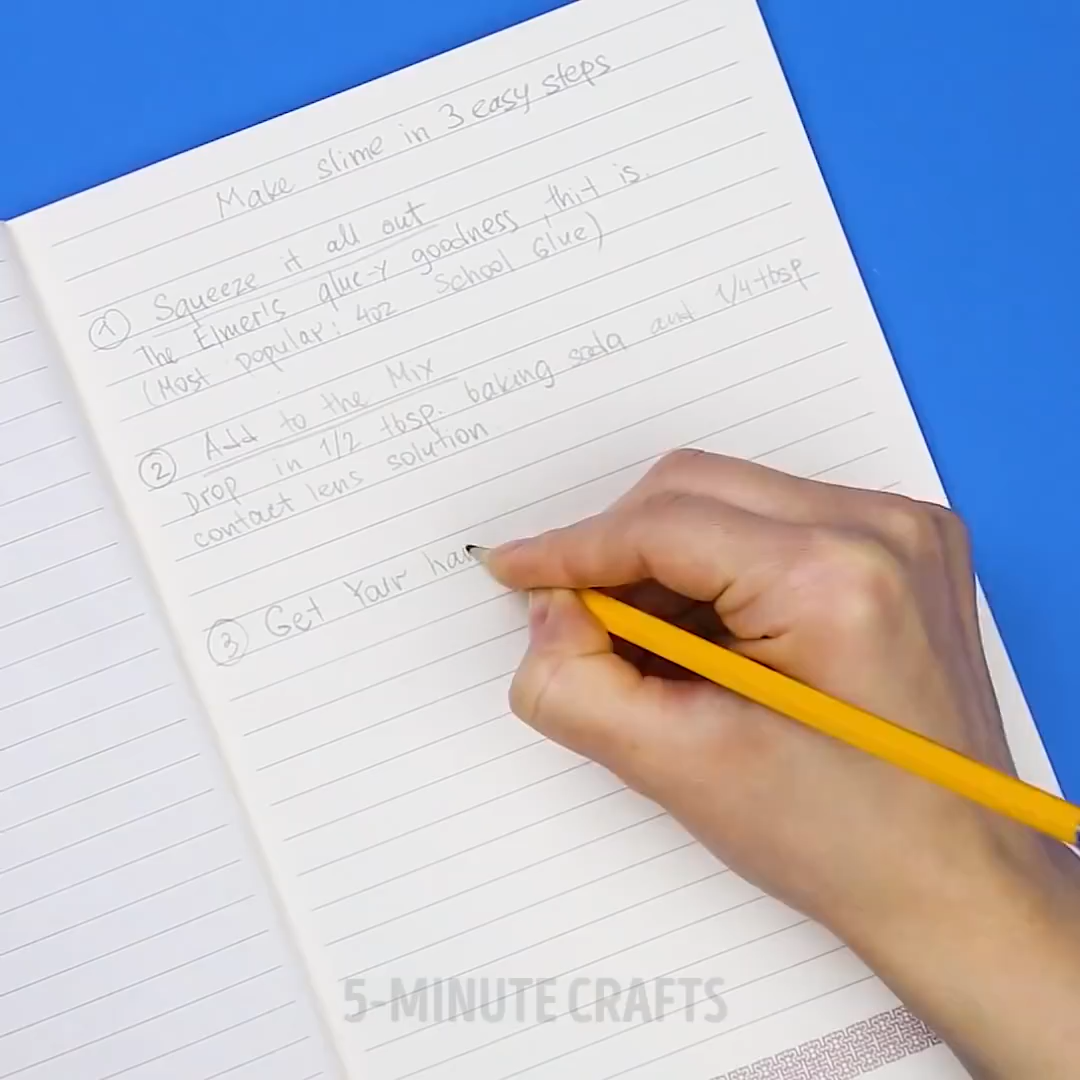 Make slime in 3 easy steps
① Squeeze it all out
The Elmer's glue-Y goodness, thit is.
(Most popular: 4oz School Glue)
② Add to the Mix
Drop in 1/2 tbsp. baking soda and 1/4 tbsp
contact lens solution
③ Get Your han
5-MINUTE CRAFTS